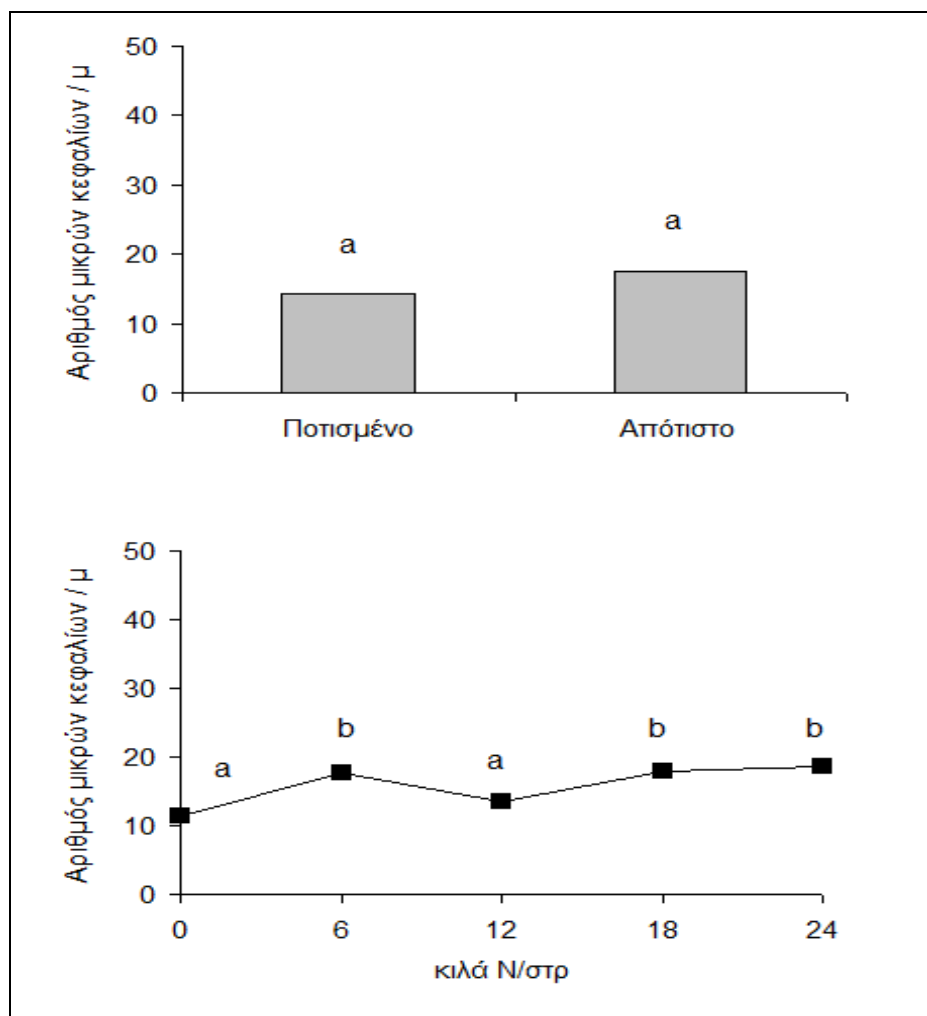 Αριθμός μικρών κεφαλίων / μ
50
40
30
20
10
0
a
a
Ποτισμένο
Απότιστο
Αριθμός μικρών κεφαλίων / μ
50
40
30
20
10
0
a
b
a
b
b
0 6 12 18 24
κιλά N/στρ